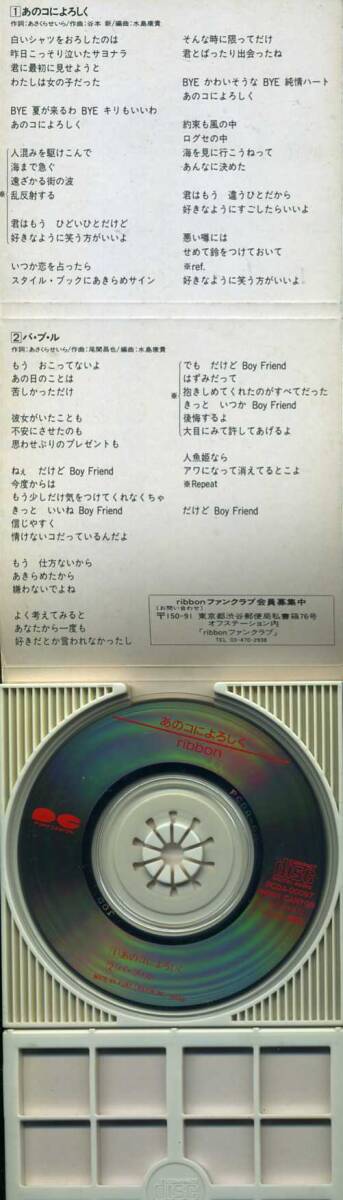 1 あのコによろしく
作詞:あさくらせいら/作曲:谷本 新/編曲:水島康貴
白いシャツをおろしたのは
昨日こっそり泣いたサヨナラ
君に最初に見せようと
わたしは女の子だった
BYE 夏が来るわ BYE キリもいいわ
あのコによろしく
※
人混みを駆けこんで
海まで急ぐ
遠ざかる街の波
乱反射する
君はもう ひどいひとだけど
好きなように笑う方がいいよ
いつか恋を占ったら
スタイル・ブックにあきらめサイン
そんな時に限ってだけ
君とばったり出会ったね
BYE かわいそうな BYE 純情ハート
あのコによろしく
約束も風の中
ログセの中
海を見に行こうねって
あんなに決めた
君はもう 違うひとだから
好きなようにすごしたらいいよ
悪い噂には
せめて鈴をつけておいて
※ref.
好きなように笑う方がいいよ
2 バ・ブ・ル
作詞:あさくらせいら/作曲:尾関昌也/編曲:水島康貴
もう おこってないよ
あの日のことは
苦しかっただけ
彼女がいたことも
不安にさせたのも
思わせぶりのプレゼントも
ねぇ だけど Boy Friend
今度からは
もう少しだけ気をつけてくれなくちゃ
きっと いいね Boy Friend
信じやすく
情けないコだっているんだよ
もう 仕方ないから
あきらめたから
嫌わないでよね
よく考えてみると
あなたから一度も
好きだとか言われなかったし
※
でも だけど Boy Friend
はずみだって
抱きしめてくれたのがすべてだった
きっと いつか Boy Friend
後悔するよ
大目にみて許してあげるよ
人魚姫なら
アワになって消えてるとこよ
※Repeat
だけど Boy Friend
ribbonファンクラブ会員募集中
(お問い合わせ)
〒150-91 東京都渋谷郵便局私書箱76号
オフステーション内
「ribbonファンクラブ」
TEL 03-470-2938
あのコによろしく
ribbon
PONY CANYON
COMPACT
disc
PCDA-00097
PONY CANYON
1.あのコによろしく
disc